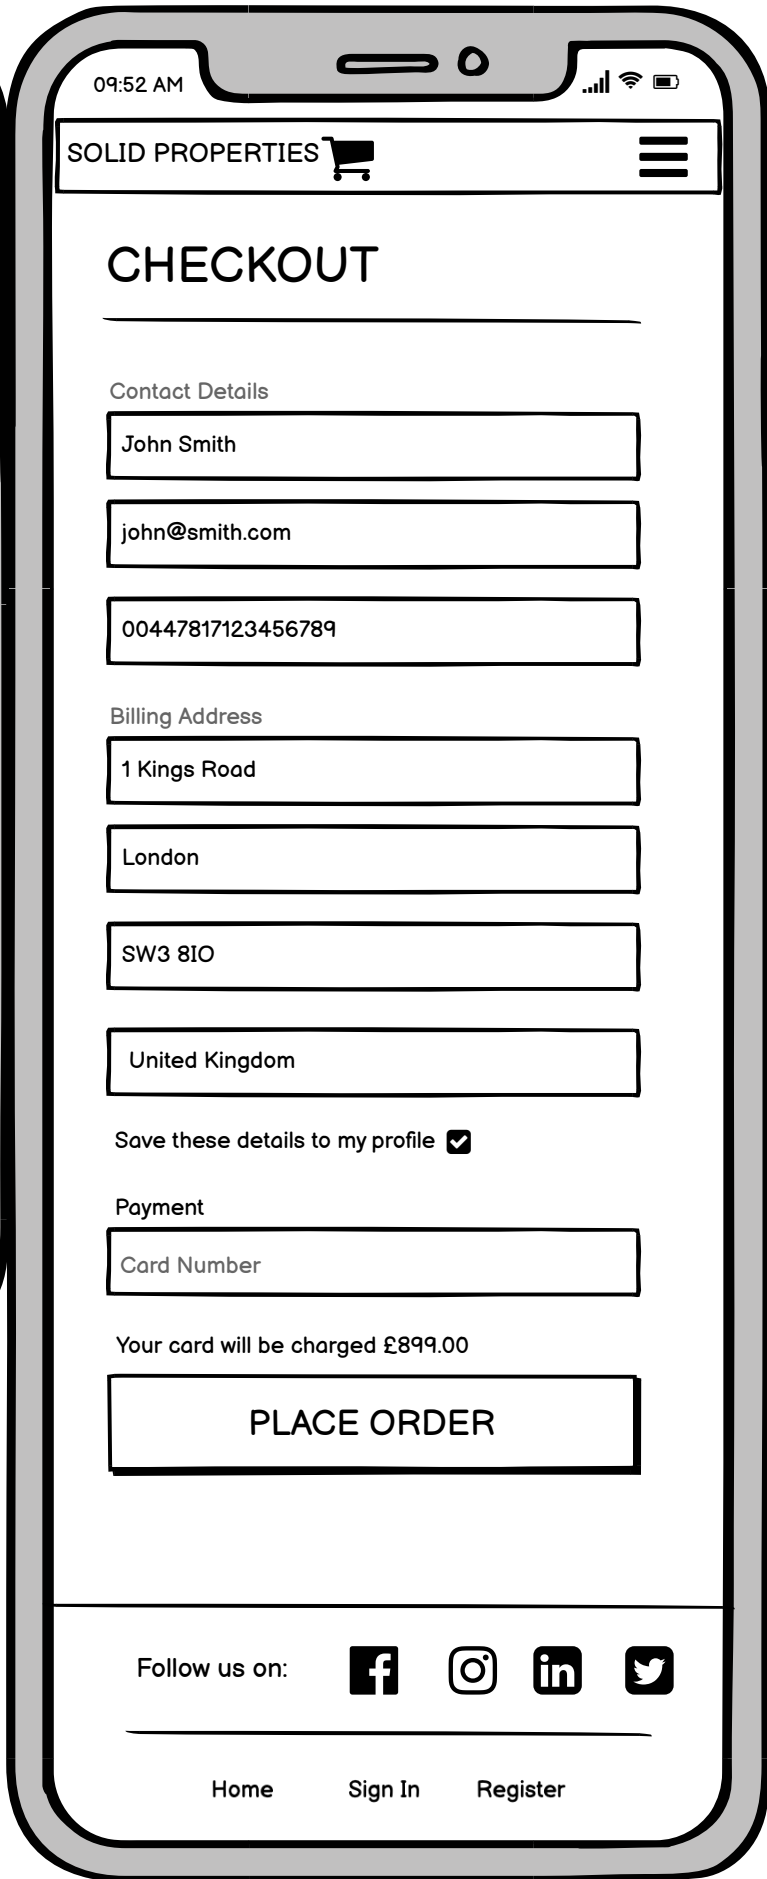 09:52 AM
SOLID PROPERTIES
CHECKOUT
Contact Details
John Smith
john@smith.com
00447817123456789
Billing Address
1 Kings Road
London
SW3 8IO
United Kingdom
Save these details to my profile
Payment
Card Number
Your card will be charged £899.00
PLACE ORDER
Follow us on:
Home Sign In Register